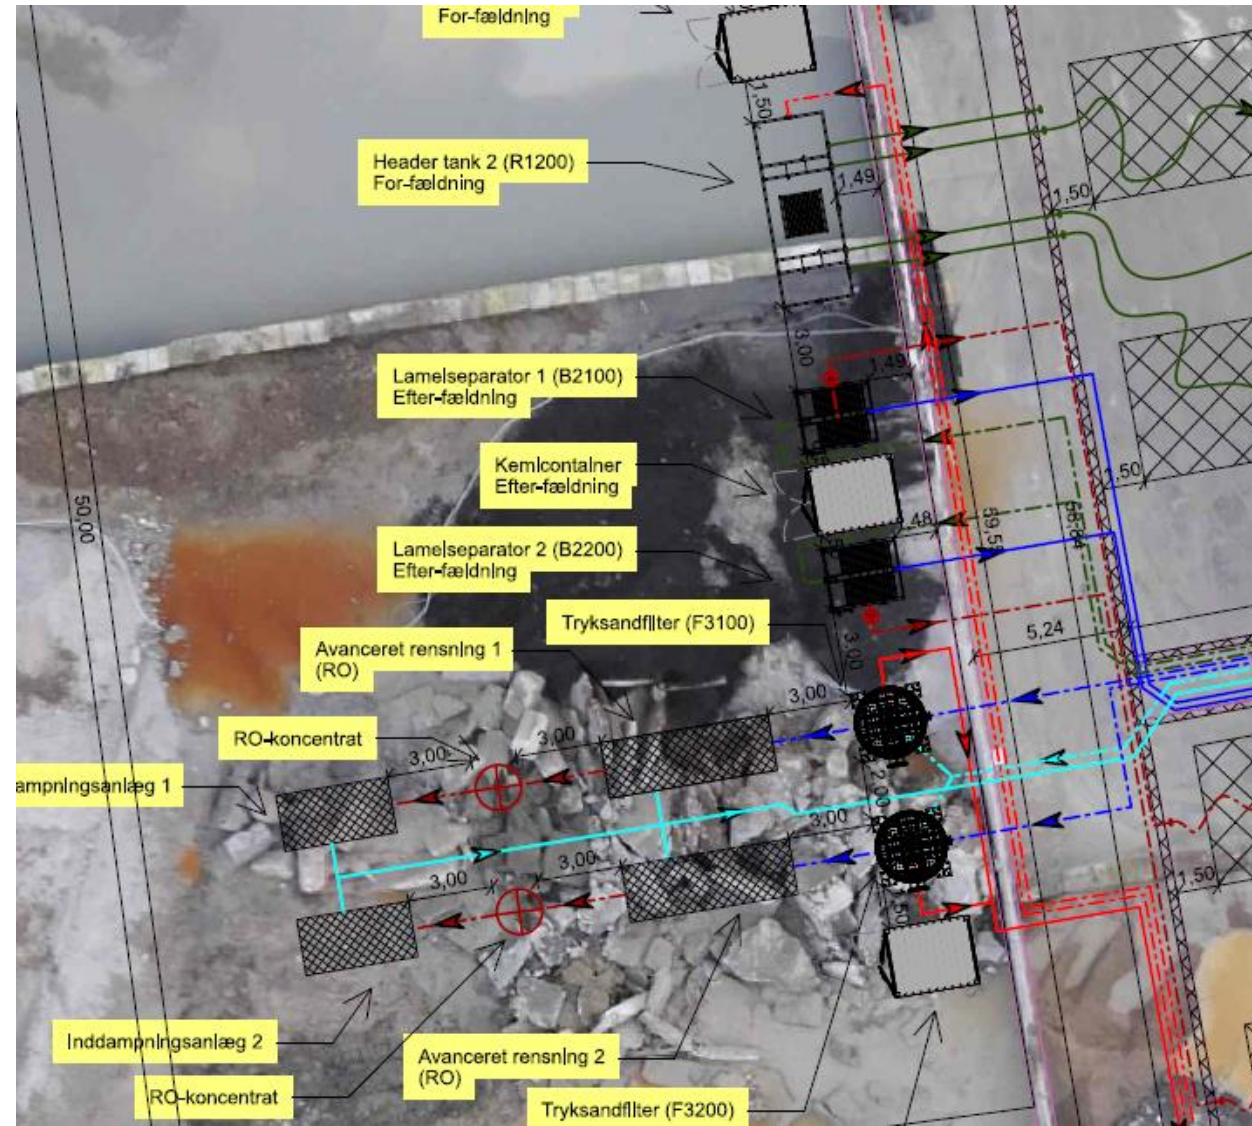 For-fældning
1,50
Header tank 2 (R1200)
For-fældning
1,49
1,50
3,00
Lamelseparator 1 (B2100)
Efter-fældning
1,49
Kemicontainer
Efter-fældning
1,50
50,00
,48
59,5
Lamelseparator 2 (B2200)
Efter-fældning
Tryksandfilter (F3100)
5,24
3,00
Avanceret rensning 1
(RO)
3,00
RO-koncentrat
3,00
3,00
ampningsanlæg 1
2,00
3,00
3,00
3,00
1,50
,50
Inddampningsanlæg 2
Avanceret rensning 2
(RO)
RO-koncentrat
Tryksandfilter (F3200)